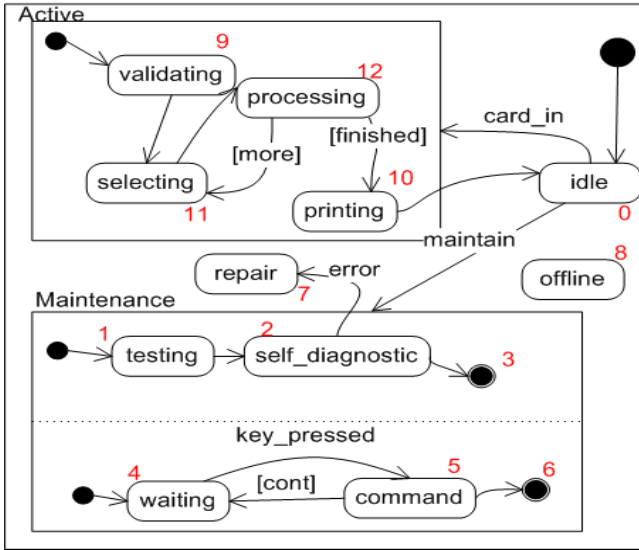 Active
9
validating
12
processing
card_in
[finished]
[more]
10
selecting
11
printing
idle
0
maintain
8
repair
error
offline
7
Maintenance
1
2
testing
self_diagnostic
3
key_pressed
4
5
6
[cont]
waiting
command